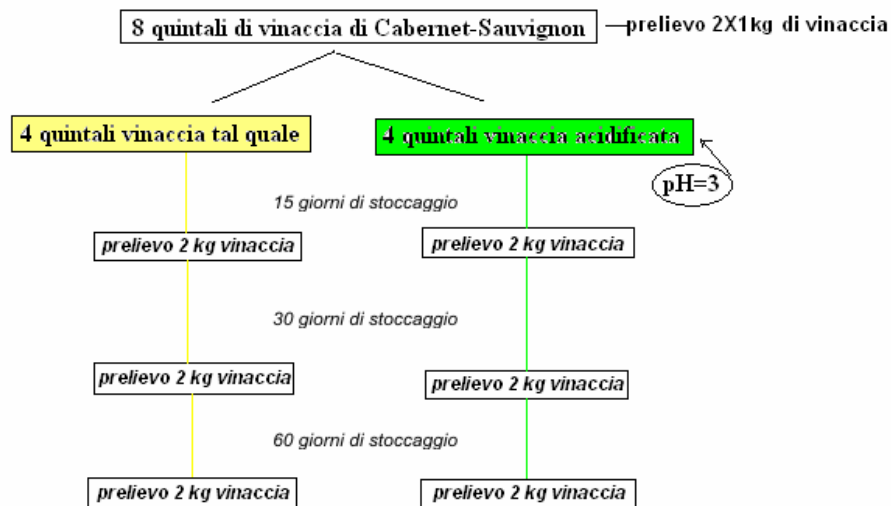 8 quintali di vinaccia di Cabernet-Sauvignon
prelievo 2X1kg di vinaccia
4 quintali vinaccia tal quale
4 quintali vinaccia acidificata
pH=3
15 giorni di stoccaggio
prelievo 2 kg vinaccia
prelievo 2 kg vinaccia
30 giorni di stoccaggio
prelievo 2 kg vinaccia
prelievo 2 kg vinaccia
60 giorni di stoccaggio
prelievo 2 kg vinaccia
prelievo 2 kg vinaccia